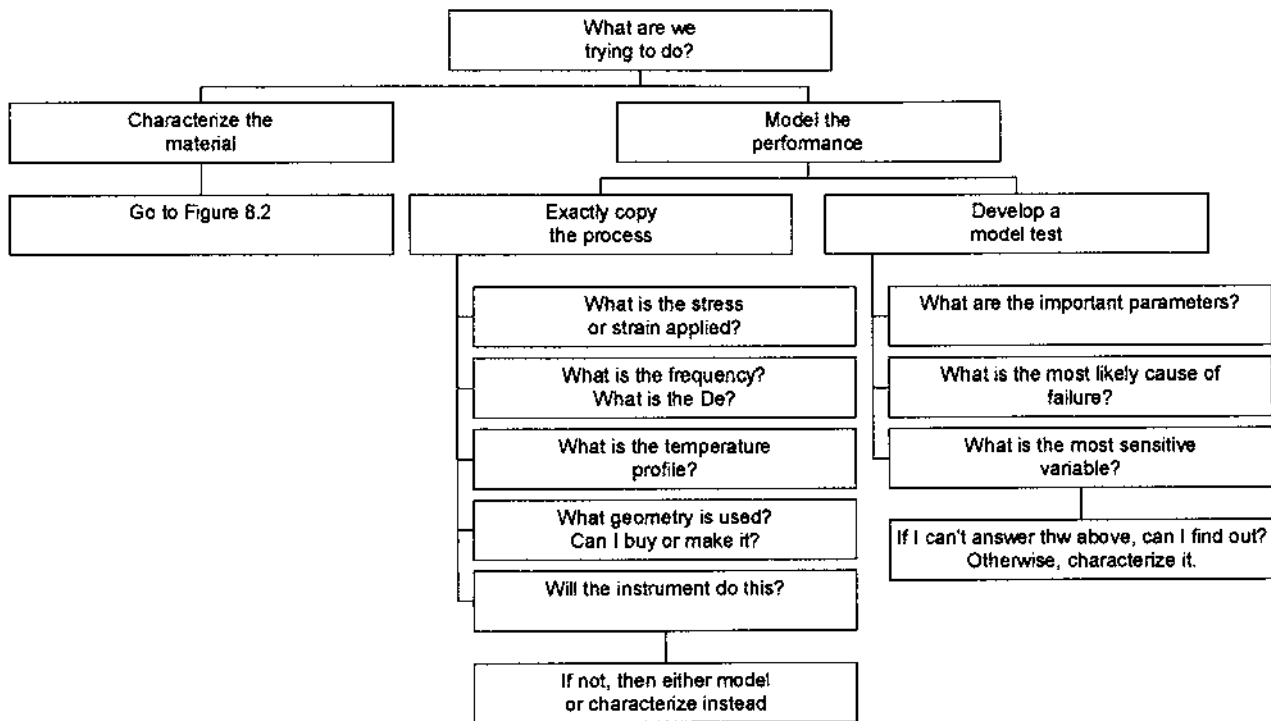 What are we
trying to do?
Characterize the
material
Model the
performance
Go to Figure 8.2
Exactly copy
the process
Develop a
model test
What is the stress
or strain applied?
What is the frequency?
What is the De?
What is the temperature
profile?
What geometry is used?
Can I buy or make it?
Will the instrument do this?
If not, then either model
or characterize instead
What are the important parameters?
What is the most likely cause of
failure?
What is the most sensitive
variable?
If I can't answer thw above, can I find out?
Otherwise, characterize it.